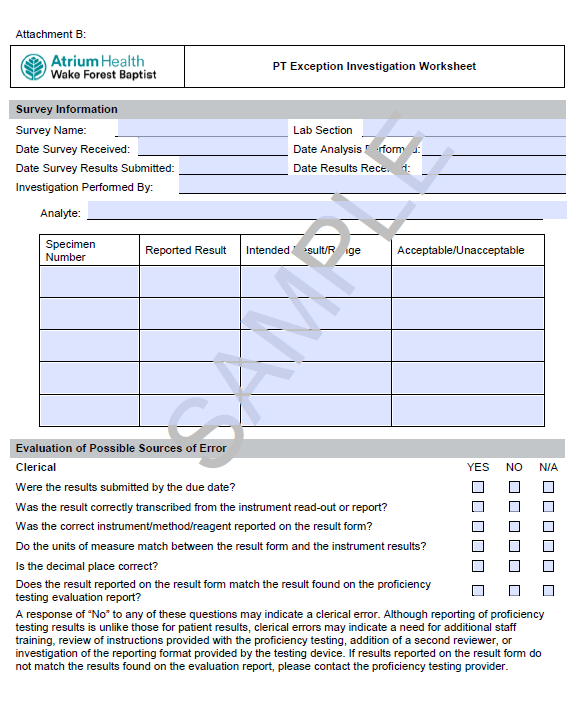 Attachment B:
Atrium Health
Wake Forest Baptist
PT Exception Investigation Worksheet
Survey Information
Survey Name:
Lab Section
Date Survey Received:
Date Analysis Performed:
Date Survey Results Submitted:
Date Results Received:
Investigation Performed By:
Analyte:
Specimen
Number
Reported Result
Intended Result/Range
Acceptable/Unacceptable
SAMPLE
Evaluation of Possible Sources of Error
Clerical YES NO N/A
Were the results submitted by the due date?
Was the result correctly transcribed from the instrument read-out or report?
Was the correct instrument/method/reagent reported on the result form?
Do the units of measure match between the result form and the instrument results?
Is the decimal place correct?
Does the result reported on the result form match the result found on the proficiency
testing evaluation report?
A response of “No” to any of these questions may indicate a clerical error. Although reporting of proficiency
testing results is unlike those for patient results, clerical errors may indicate a need for additional staff
training, review of instructions provided with the proficiency testing, addition of a second reviewer, or
investigation of the reporting format provided by the testing device. If results reported on the result form do
not match the results found on the evaluation report, please contact the proficiency testing provider.